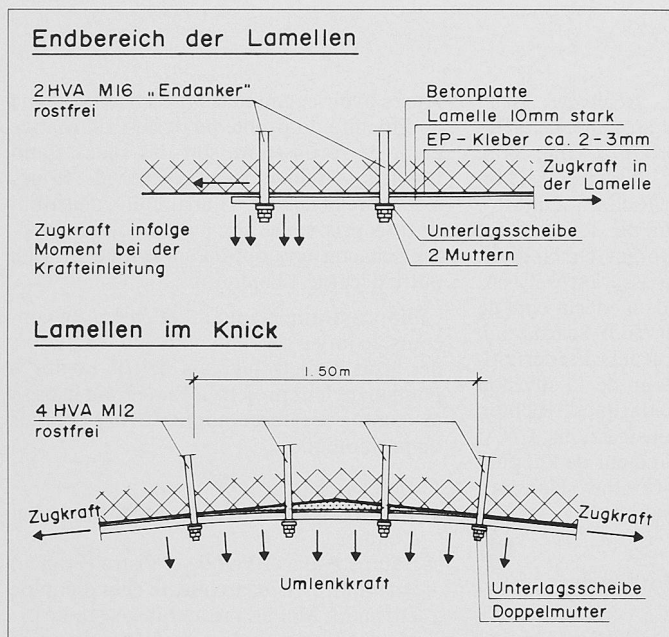 Endbereich der Lamellen
2 HVA M16 „Endanker"
rostfrei
Betonplatte
Lamelle 10mm stark
EP - Kleber ca. 2 - 3mm
Zugkraft in
der Lamelle
Zugkraft infolge
Moment bei der
Krafteinleitung
Unterlagsscheibe
2 Muttern
Lamellen im Knick
1.50m
4 HVA M12
rostfrei
Zugkraft
Zugkraft
Umlenkkraft
Unterlagsscheibe
Doppelmutter